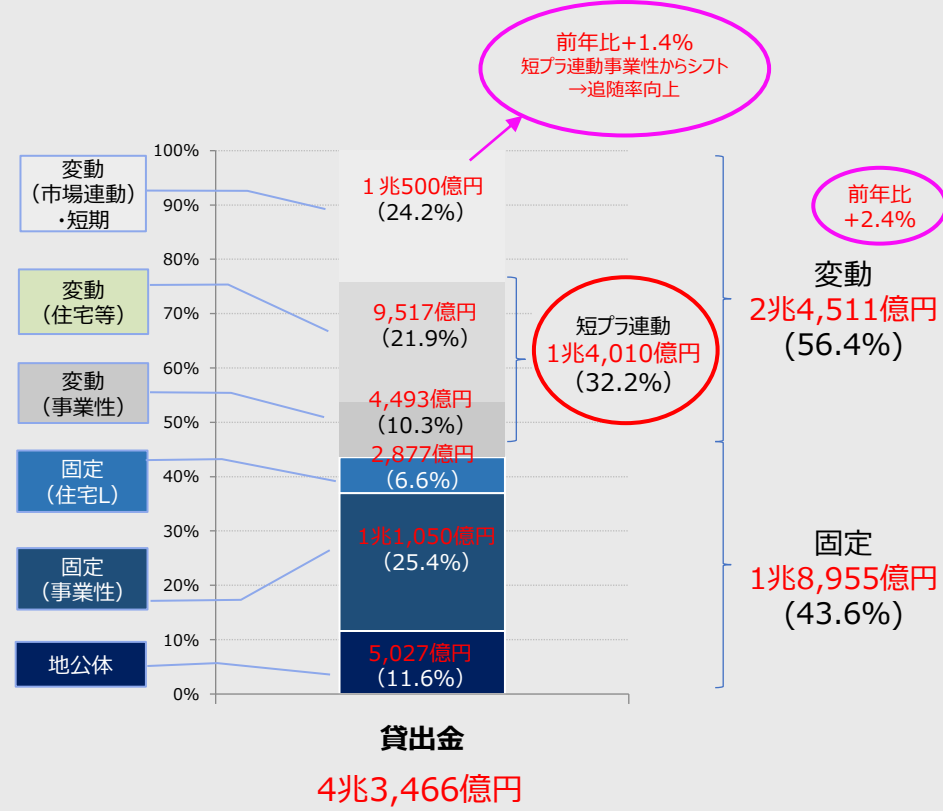 前年比+1.4%
短プラ連動事業性からシフト
→追随率向上
変動
（市場連動）
・短期
変動
（住宅等）
変動
（事業性）
固定
（住宅L）
固定
（事業性）
地公体
100%
90%
80%
70%
60%
50%
40%
30%
20%
10%
0%
1兆500億円
(24.2%)
9,517億円
(21.9%)
4,493億円
(10.3%)
2,877億円
(6.6%)
1兆1,050億円
(25.4%)
5,027億円
(11.6%)
短プラ連動
1兆4,010億円
(32.2%)
前年比
+2.4%
変動
2兆4,511億円
(56.4%)
固定
1兆8,955億円
(43.6%)
貸出金
4兆3,466億円